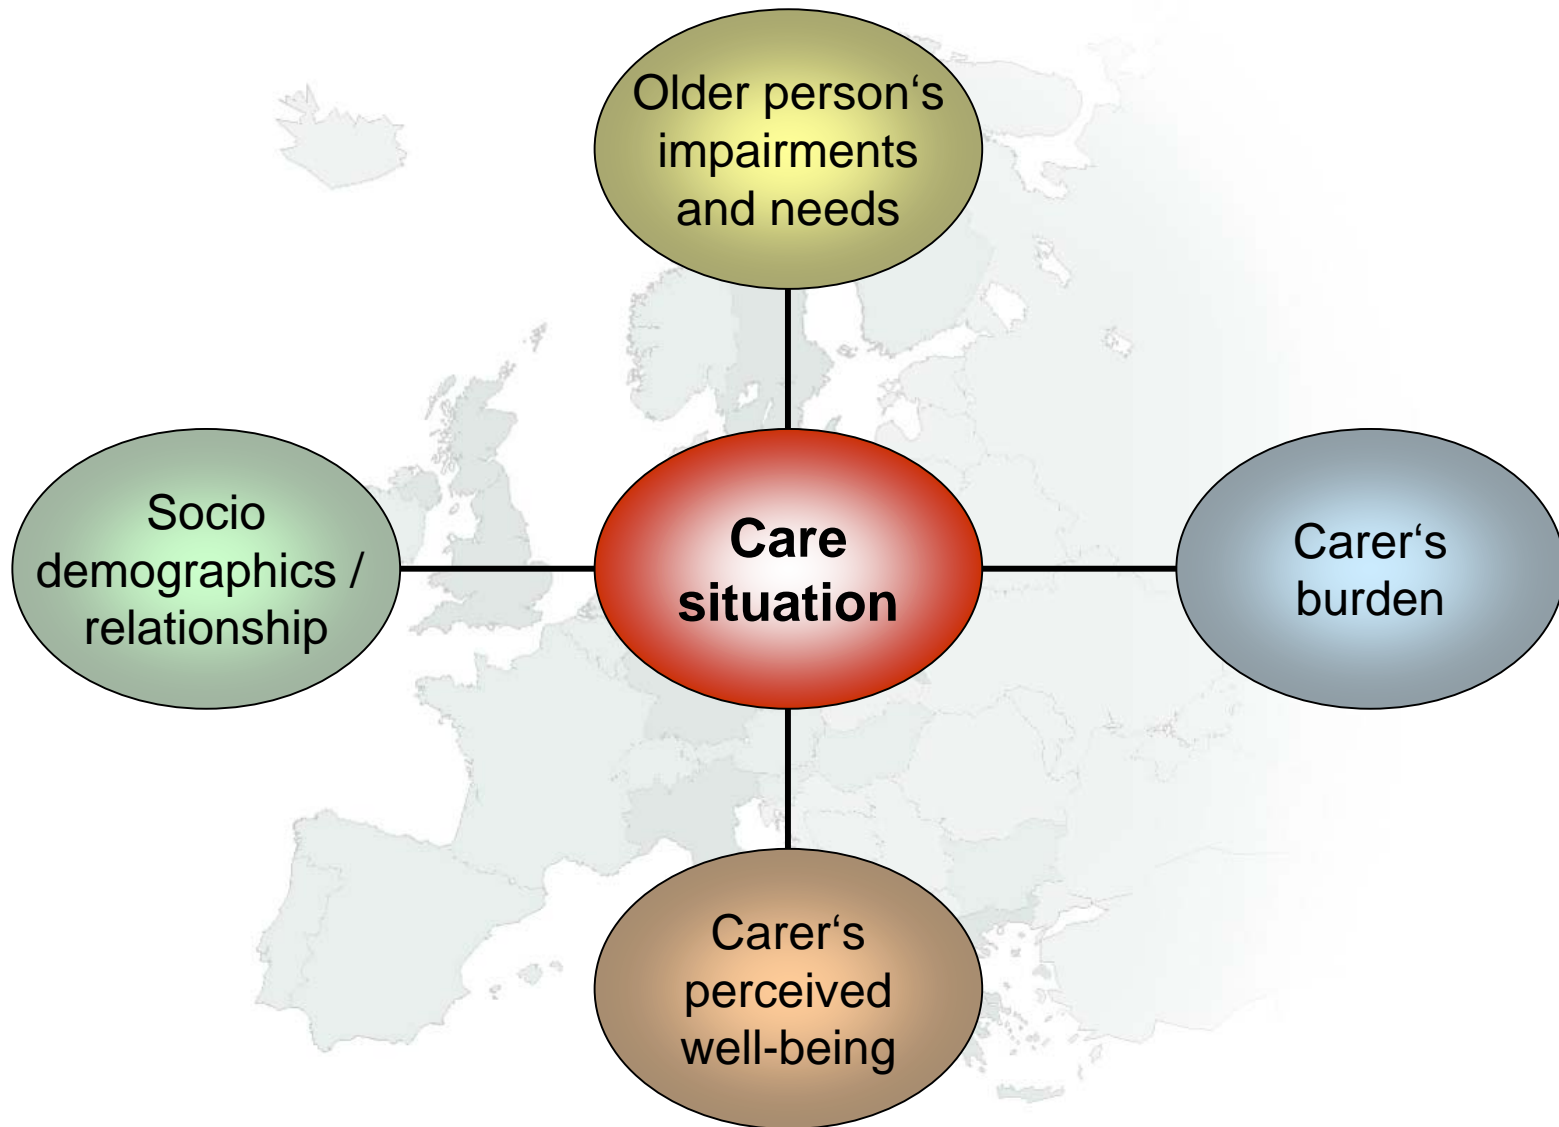 Older person‘s
impairments
and needs
Socio
demographics /
relationship
Care
situation
Carer‘s
burden
Carer‘s
perceived
well-being